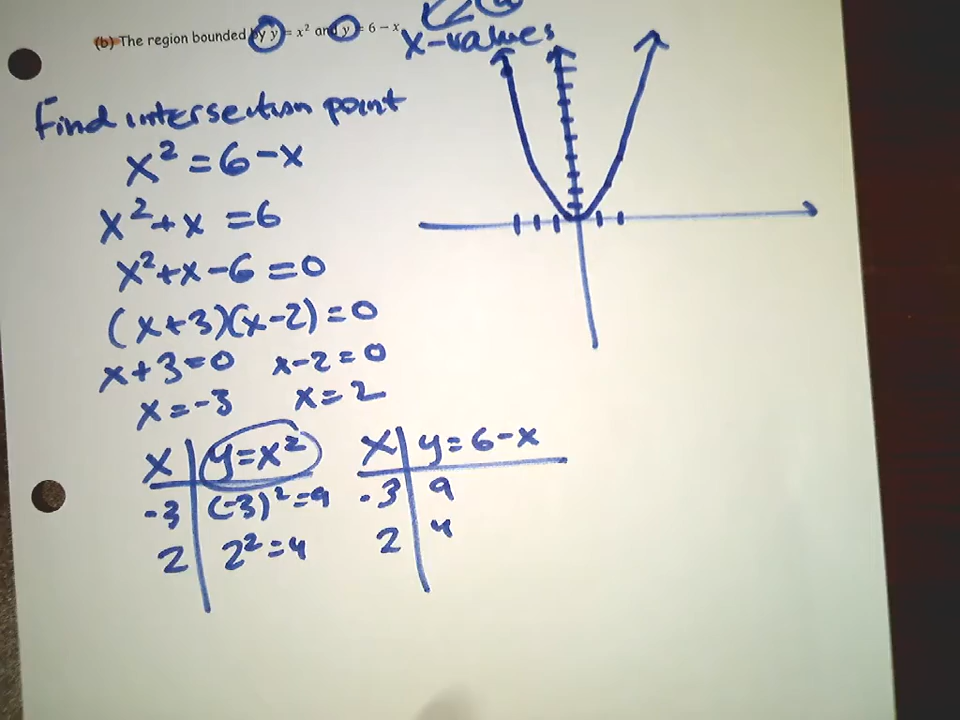 (b) The region bounded by y = x² and y = 6 − x.
x-values
Find intersection point
x² = 6 − x
x² + x = 6
x² + x − 6 = 0
(x + 3)(x − 2) = 0
x + 3 = 0 x − 2 = 0
x = −3 x = 2
x | y = x² x | y = 6 − x
-3 | (−3)² = 9 -3 | 9
2 | 2² = 4 2 | 4